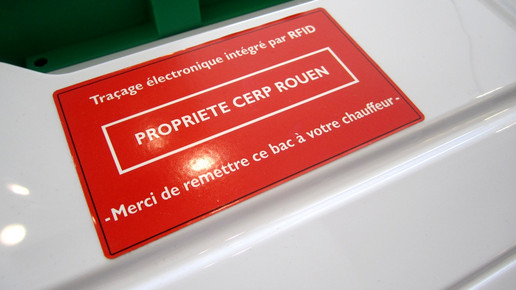 Traçage électronique intégré par RFID
PROPRIETE CERP ROUEN
-Merci de remettre ce bac à votre chauffeur-